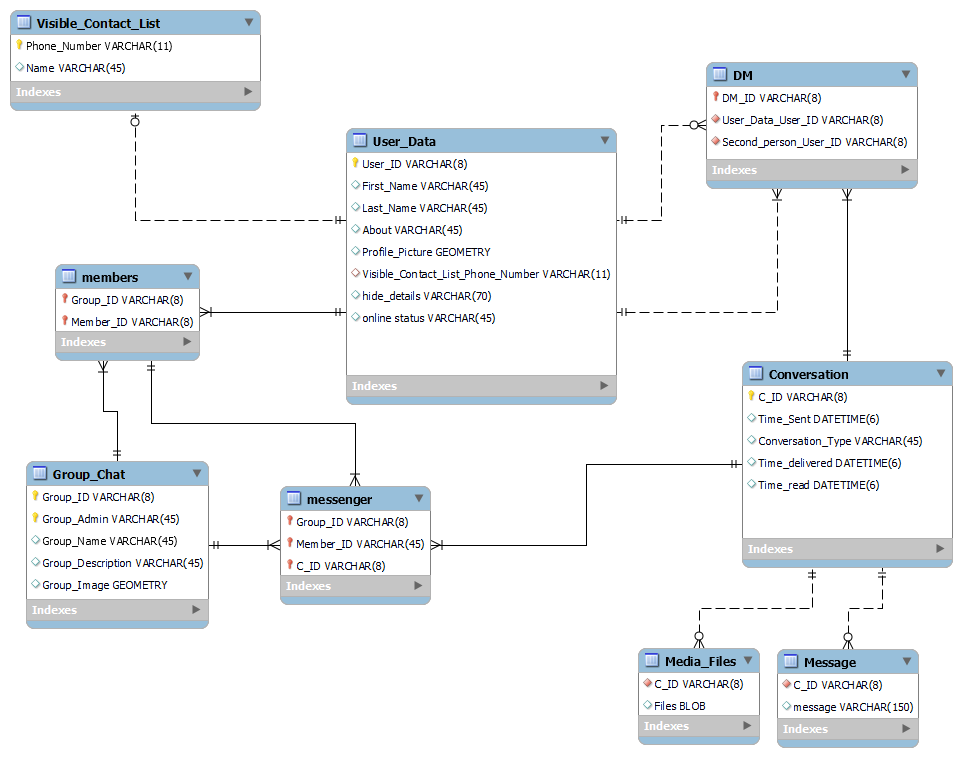 Visible_Contact_List
Phone_Number VARCHAR(11)
Name VARCHAR(45)
Indexes
DM
DM_ID VARCHAR(8)
User_Data_User_ID VARCHAR(8)
Second_person_User_ID VARCHAR(8)
Indexes
User_Data
User_ID VARCHAR(8)
First_Name VARCHAR(45)
Last_Name VARCHAR(45)
About VARCHAR(45)
Profile_Picture GEOMETRY
Visible_Contact_List_Phone_Number VARCHAR(11)
hide_details VARCHAR(70)
online status VARCHAR(45)
Indexes
members
Group_ID VARCHAR(8)
Member_ID VARCHAR(8)
Indexes
Conversation
C_ID VARCHAR(8)
Time_Sent DATETIME(6)
Conversation_Type VARCHAR(45)
Time_delivered DATETIME(6)
Time_read DATETIME(6)
Indexes
Group_Chat
Group_ID VARCHAR(8)
Group_Admin VARCHAR(45)
Group_Name VARCHAR(45)
Group_Description VARCHAR(45)
Group_Image GEOMETRY
Indexes
messenger
Group_ID VARCHAR(8)
Member_ID VARCHAR(45)
C_ID VARCHAR(8)
Indexes
Media_Files
C_ID VARCHAR(8)
Files BLOB
Indexes
Message
C_ID VARCHAR(8)
message VARCHAR(150)
Indexes